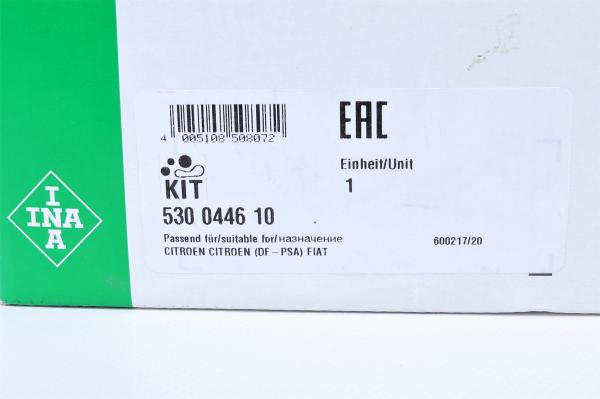 I
INA
A
4 005108 508072
EAC
KIT
Einheit/Unit
1
530 0446 10
Passend für/suitable for/назначение
600217/20
CITROEN CITROEN (DF-PSA) FIAT